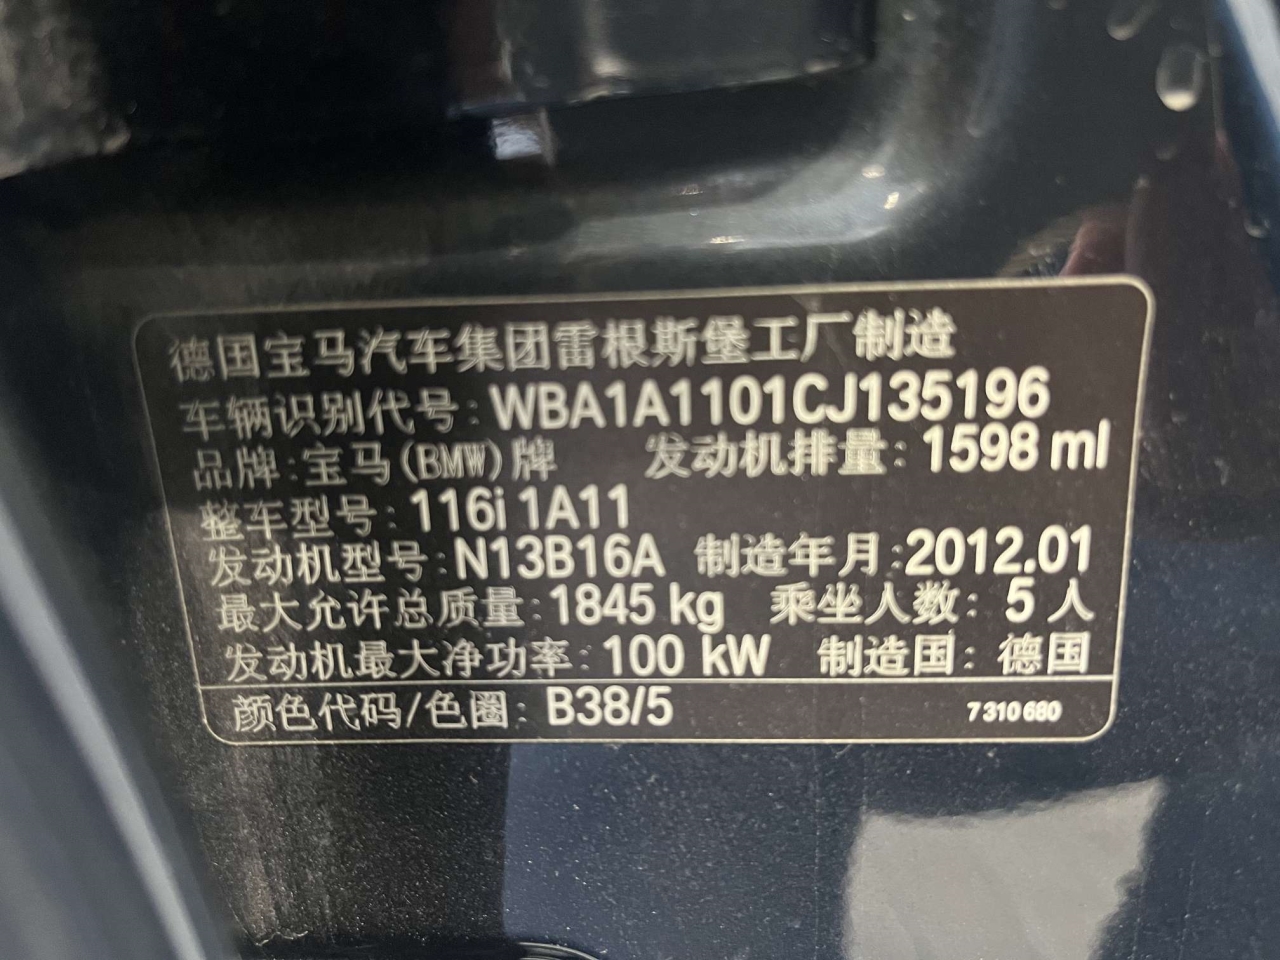 德国宝马汽车集团雷根斯堡工厂制造
车辆识别代号: WBA1A1101CJ135196
品牌: 宝马(BMW)牌 发动机排量: 1598 ml
整车型号: 116i 1A11
发动机型号: N13B16A 制造年月: 2012.01
最大允许总质量: 1845 kg 乘坐人数: 5 人
发动机最大净功率: 100 kW 制造国: 德国
颜色代码/色圈: B38/5 7 310 680